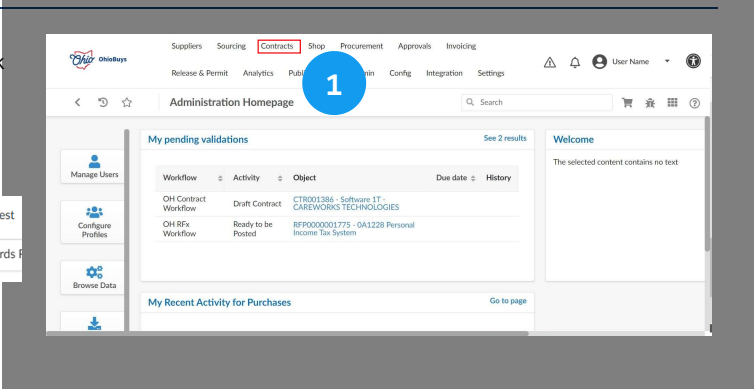 Suppliers Sourcing Contracts Shop Procurement Approvals Invoicing
Ohio OhioBuys
User Name
Release & Permit Analytics Config Integration Settings
1
Administration Homepage
Search
My pending validations
See 2 results
Welcome
The selected content contains no text
Manage Users
Workflow Activity Object Due date History
OH Contract Workflow
Draft Contract
CTR001386 - Software 1T -
CAREWORKS TECHNOLOGIES
OH RFx Workflow
Ready to be Posted
RFP0000001775 - 0A1228 Personal
Income Tax System
Configure
Profiles
Browse Data
My Recent Activity for Purchases
Go to page
est